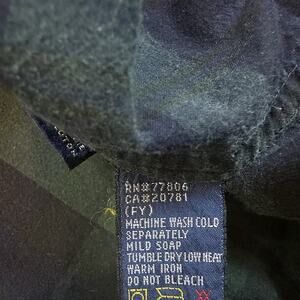 RN#77806
CA#20781
(FY)
MACHINE WASH COLD
SEPARATELY
MILD SOAP
TUMBLE DRY LOW HEAT
WARM IRON
DO NOT BLEACH